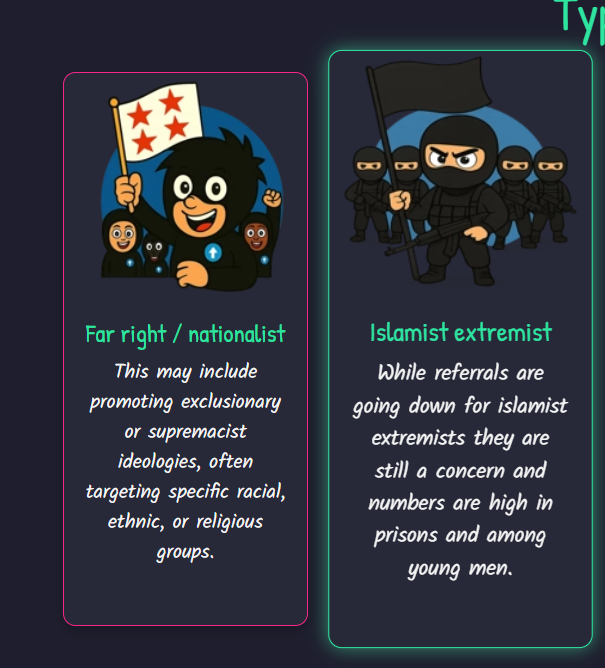 Typ
Far right / nationalist
This may include
promoting exclusionary
or supremacist
ideologies, often
targeting specific racial,
ethnic, or religious
groups.
Islamist extremist
While referrals are
going down for islamist
extremists they are
still a concern and
numbers are high in
prisons and among
young men.